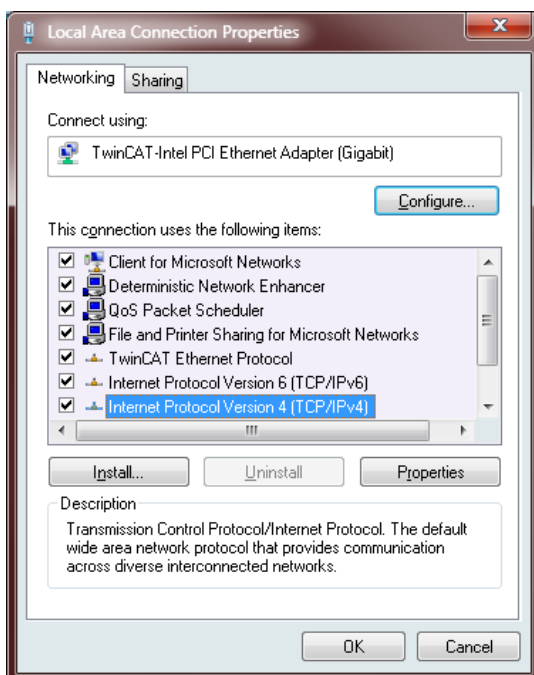 Local Area Connection Properties
Networking
Sharing
Connect using:
TwinCAT-Intel PCI Ethernet Adapter (Gigabit)
Configure...
This connection uses the following items:
Client for Microsoft Networks
Deterministic Network Enhancer
QoS Packet Scheduler
File and Printer Sharing for Microsoft Networks
TwinCAT Ethernet Protocol
Internet Protocol Version 6 (TCP/IPv6)
Internet Protocol Version 4 (TCP/IPv4)
Install...
Uninstall
Properties
Description
Transmission Control Protocol/Internet Protocol. The default
wide area network protocol that provides communication
across diverse interconnected networks.
OK
Cancel